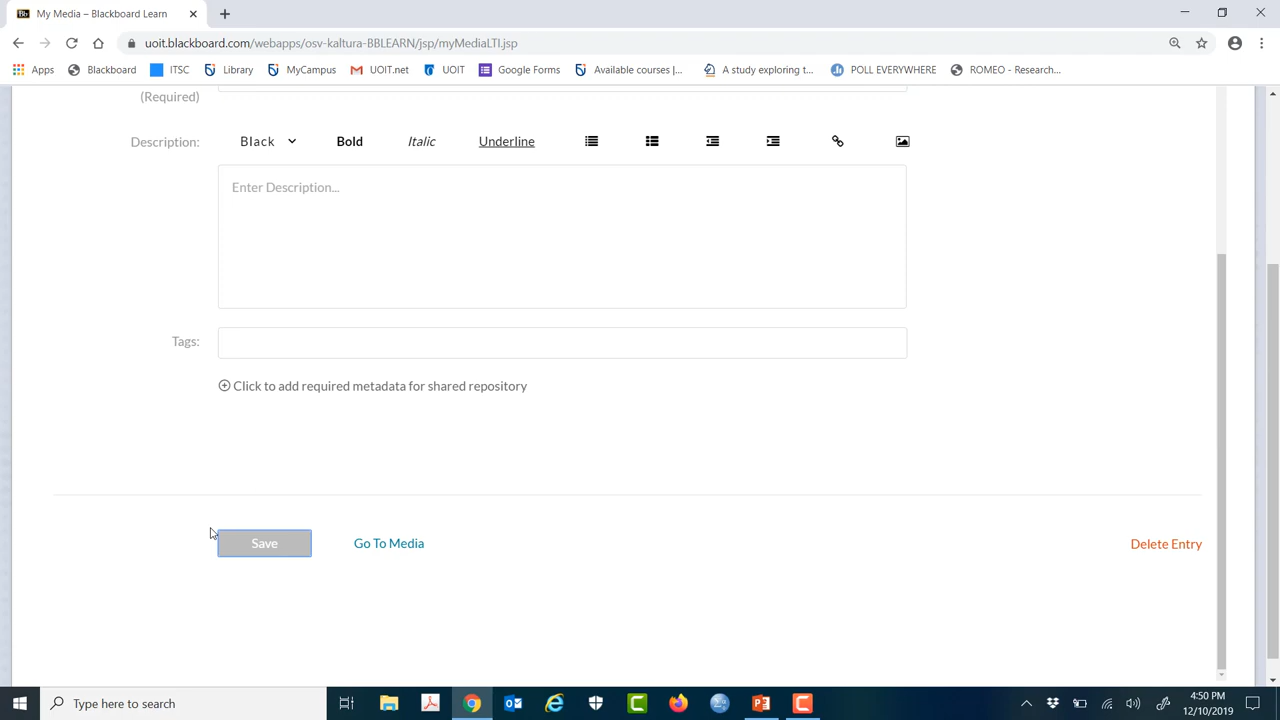 My Media – Blackboard Learn
uoit.blackboard.com/webapps/osv-kaltura-BBLEARN/jsp/myMediaLTI.jsp
Apps Blackboard ITSC Library MyCampus UOIT.net UOIT Google Forms Available courses |... A study exploring t... POLL EVERYWHERE ROMEO - Research...
(Required)
Description: Black Bold Italic Underline
Enter Description...
Tags:
Click to add required metadata for shared repository
Save Go To Media Delete Entry
4:50 PM
Type here to search
12/10/2019